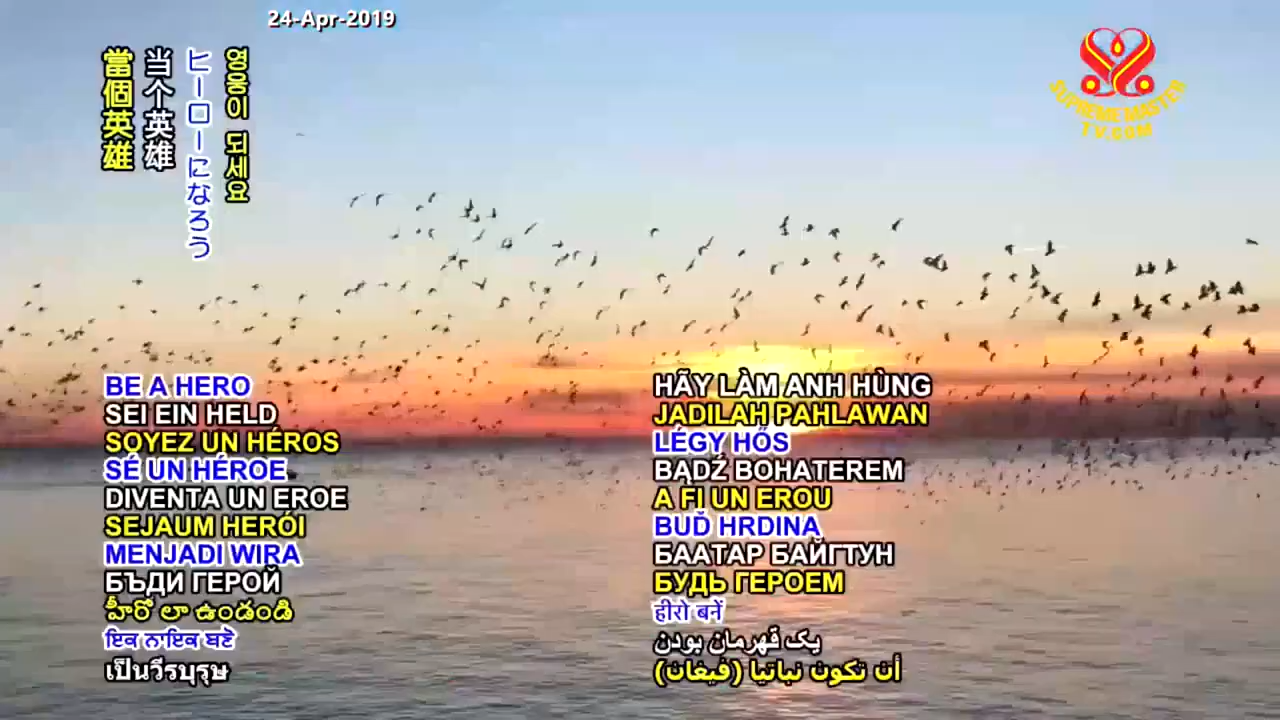 24-Apr-2019
當個英雄
当个英雄
ヒーローになろう
영웅이 되세요
SUPREME MASTER
TV.COM
BE A HERO
SEI EIN HELD
SOYEZ UN HÉROS
SÉ UN HÉROE
DIVENTA UN EROE
SEJAUM HERÓI
MENJADI WIRA
БЪДИ ГЕРОЙ
హీరో లా ఉండండి
ਇਕ ਨਾਇਕ ਬਣੋ
เป็นวีรบุรุษ
HÃY LÀM ANH HÙNG
JADILAH PAHLAWAN
LÉGY HŐS
BĄDŹ BOHATEREM
A FI UN EROU
BUĎ HRDINA
БААТАР БАЙГТУН
БУДЬ ГЕРОЕМ
हीरो बनें
یک قهرمان بودن
أن تكون نباتيا (فيغان)